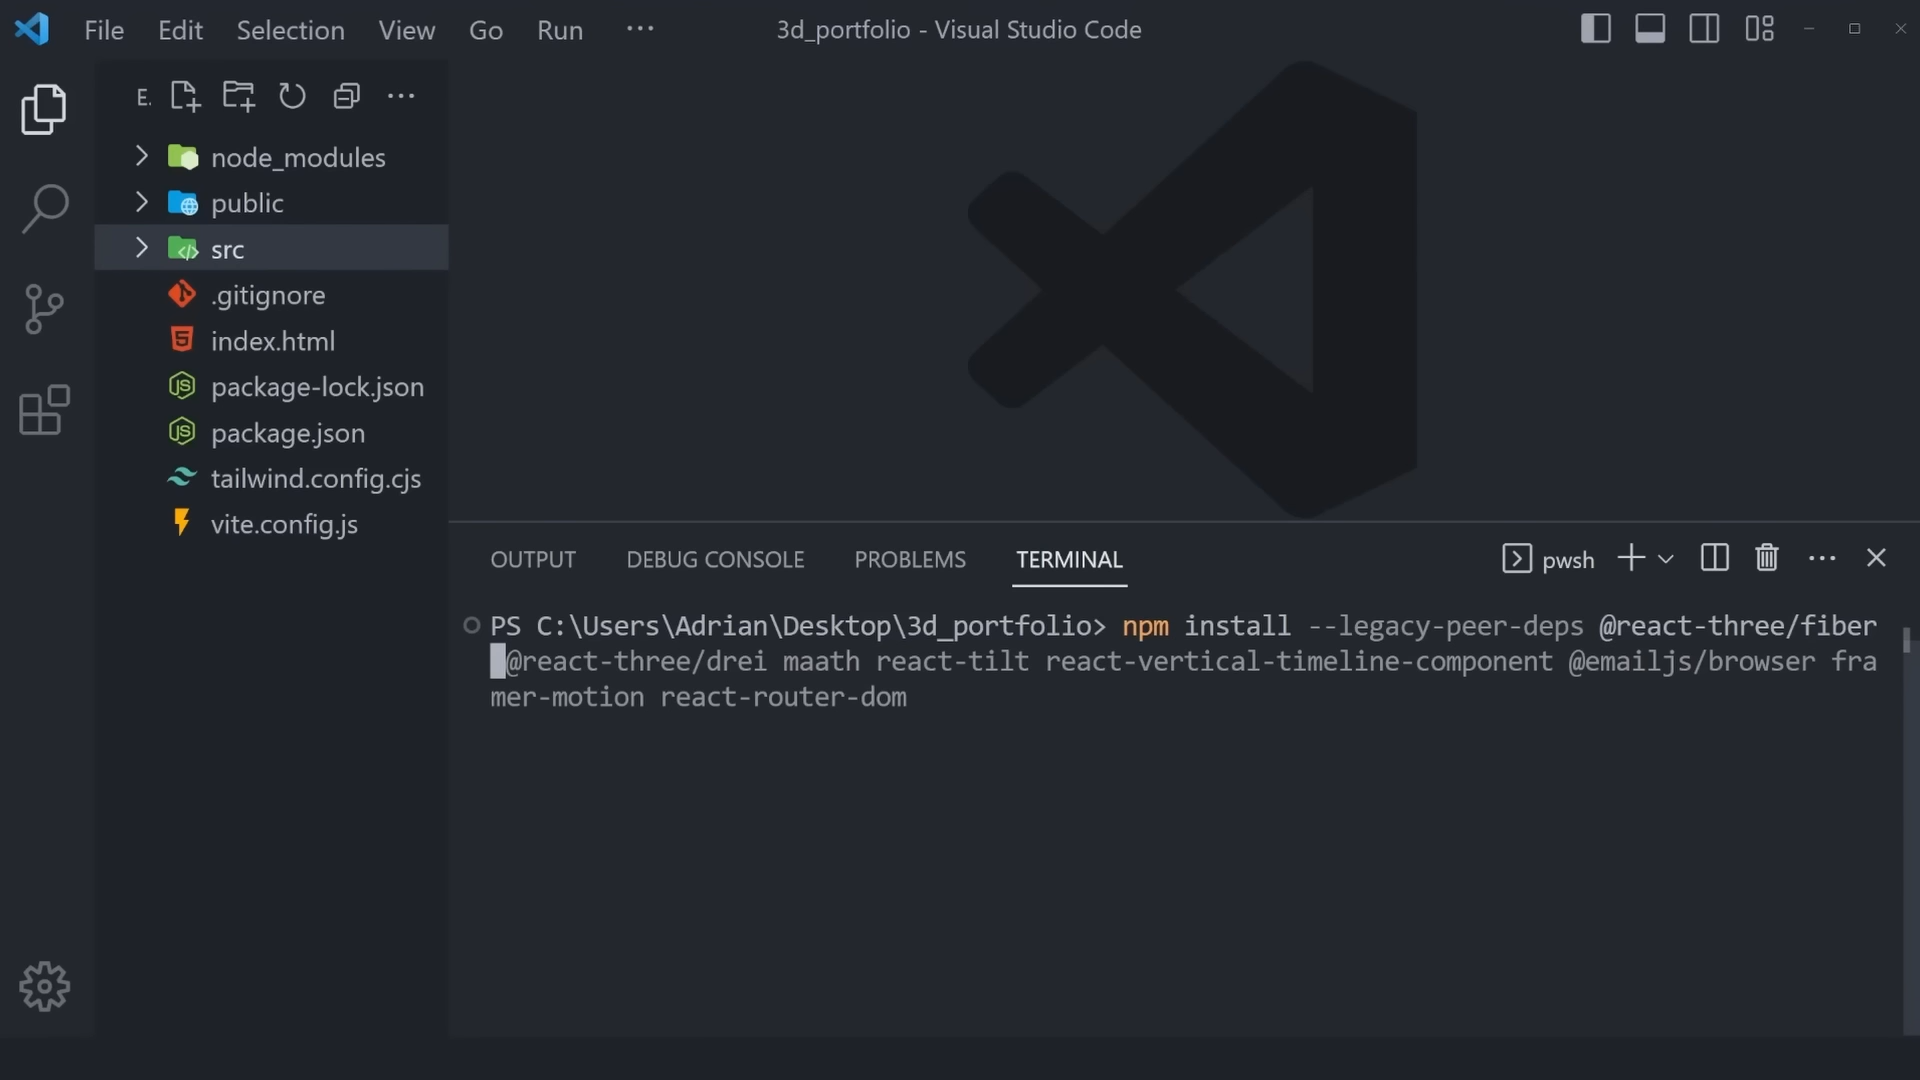 File Edit Selection View Go Run ··· 3d_portfolio - Visual Studio Code
E. ···
node_modules
public
src
.gitignore
index.html
package-lock.json
package.json
tailwind.config.cjs
vite.config.js
OUTPUT DEBUG CONSOLE PROBLEMS TERMINAL pwsh ···
PS C:\Users\Adrian\Desktop\3d_portfolio> npm install --legacy-peer-deps @react-three/fiber
@react-three/drei maath react-tilt react-vertical-timeline-component @emailjs/browser fra
mer-motion react-router-dom